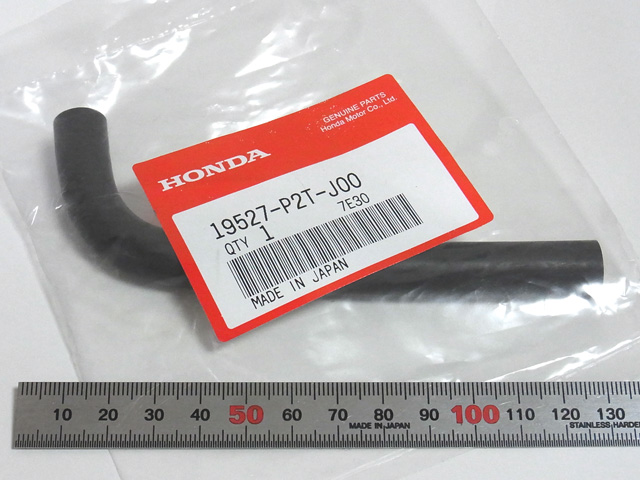 GENUINE PARTS
Honda Motor Co., Ltd.
HONDA
19527-P2T-J00
QTY 1 7E30
MADE IN JAPAN
10 20 30 40 50 60 70 80 90 100 110 120 130
MADE IN JAPAN STAINLESS HARDE